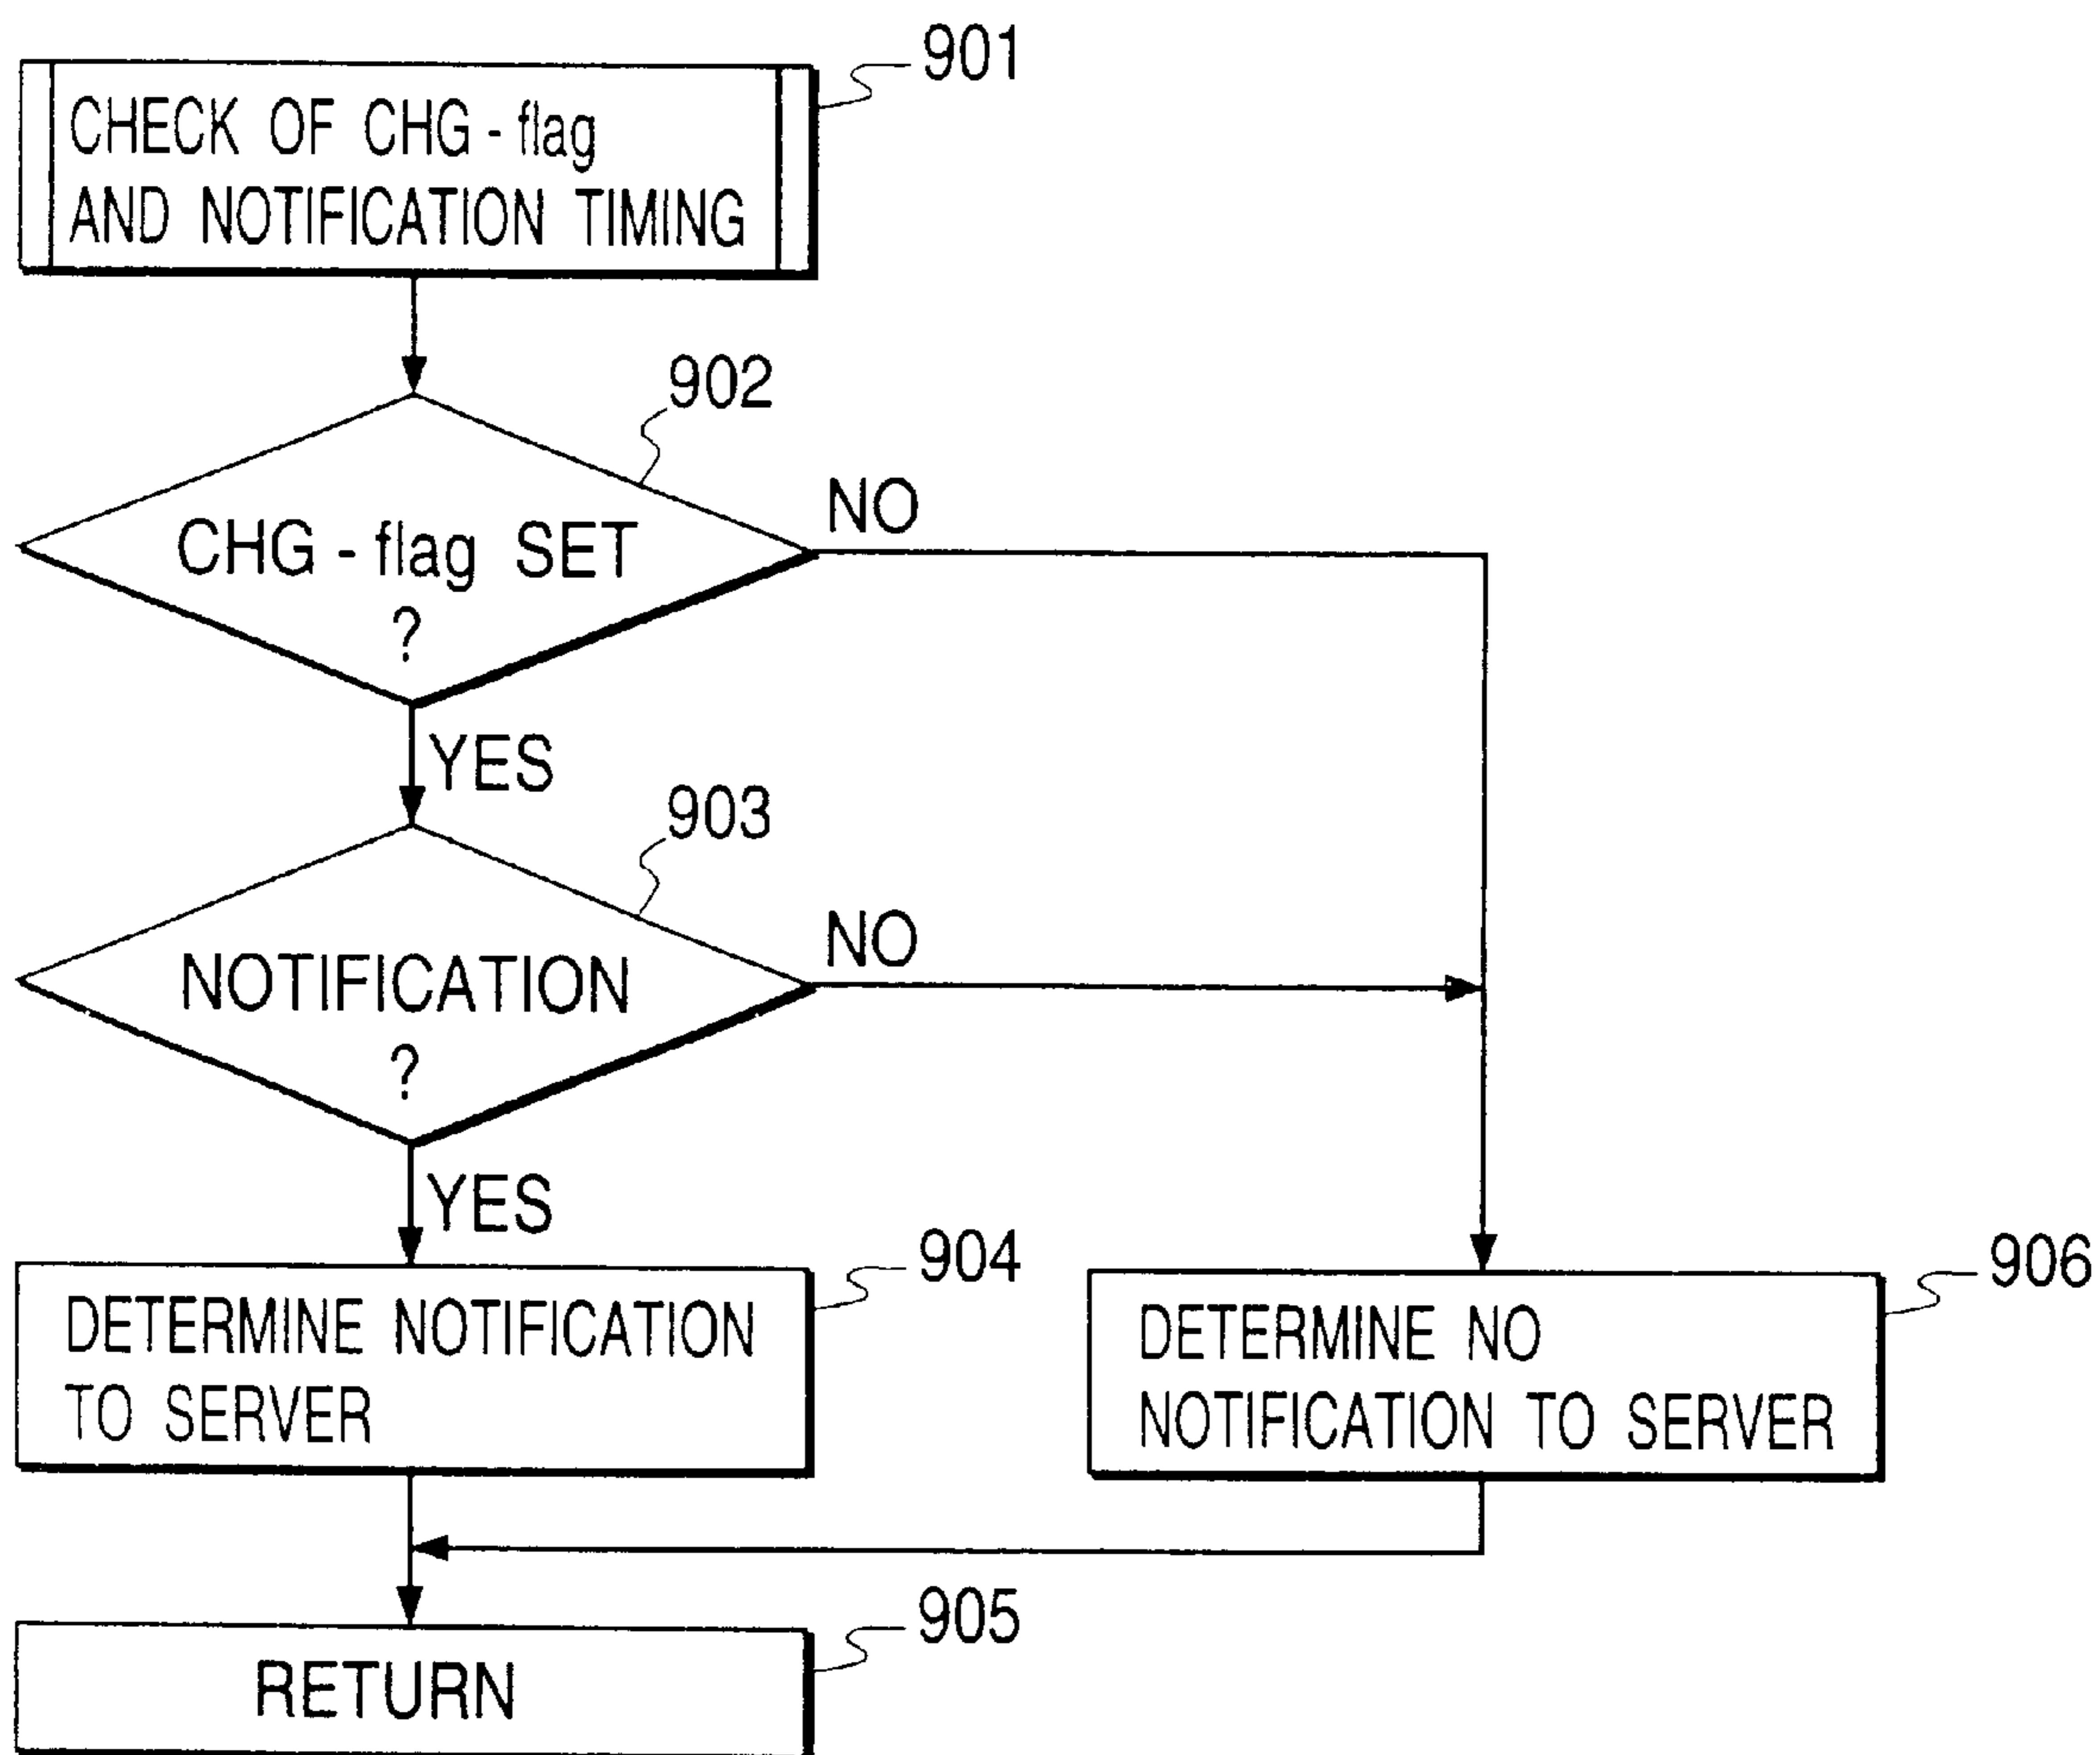 901
CHECK OF CHG-flag
AND NOTIFICATION TIMING
902
CHG-flag SET
?
NO
YES
903
NOTIFICATION
?
NO
YES
904
DETERMINE NOTIFICATION
TO SERVER
906
DETERMINE NO
NOTIFICATION TO SERVER
905
RETURN